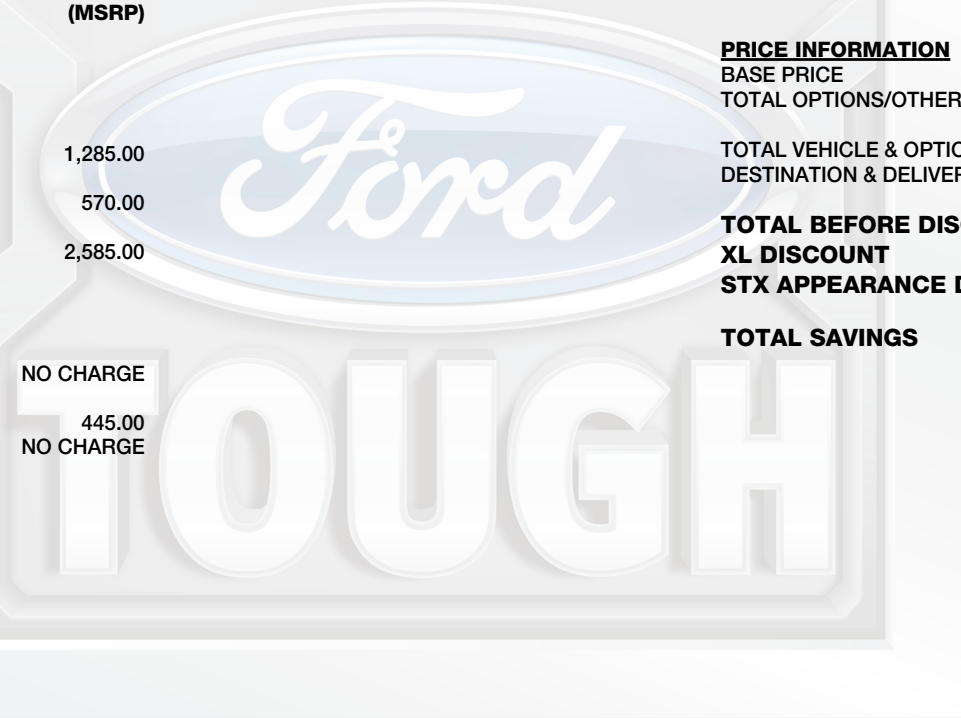 (MSRP)
1,285.00
570.00
2,585.00
NO CHARGE
445.00
NO CHARGE
PRICE INFORMATION
BASE PRICE
TOTAL OPTIONS/OTHER
TOTAL VEHICLE & OPTIO
DESTINATION & DELIVER
TOTAL BEFORE DIS
XL DISCOUNT
STX APPEARANCE D
TOTAL SAVINGS
Ford
TOUGH